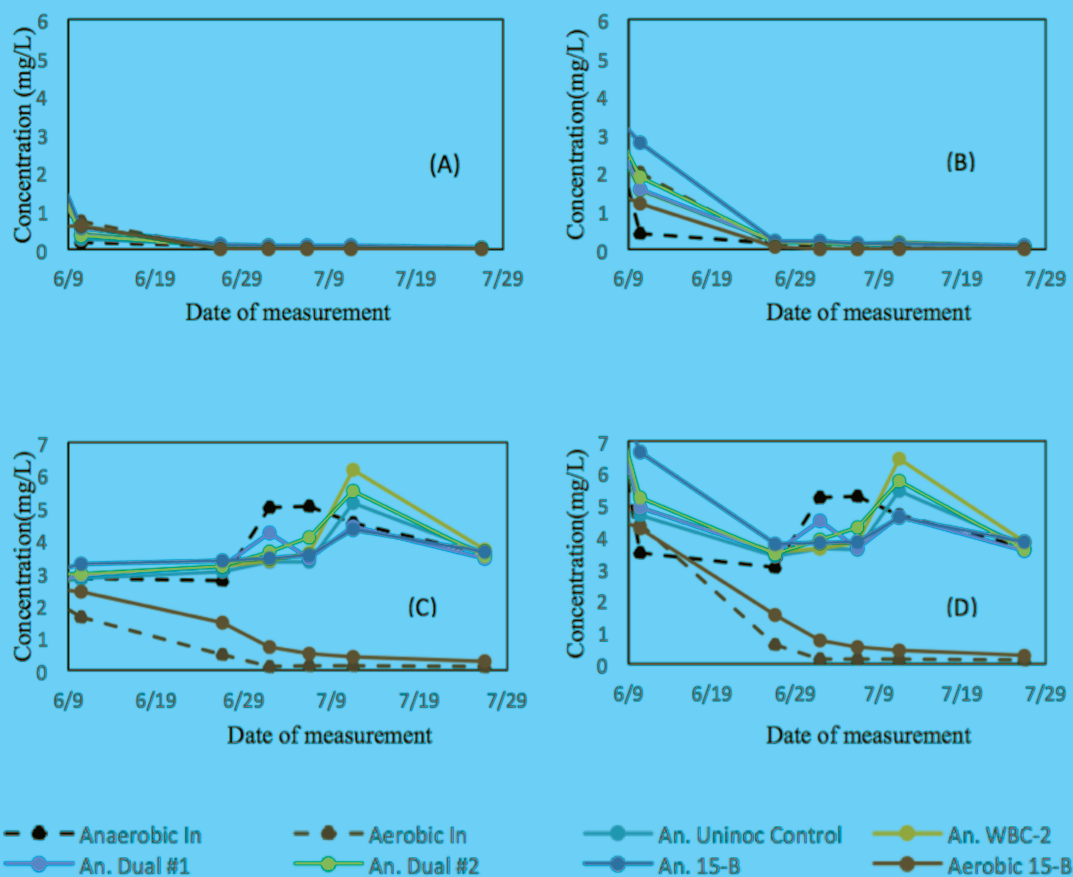 6
5
4
3
2
1
0
Concentration (mg/L)
(A)
6/9 6/19 6/29 7/9 7/19 7/29
Date of measurement
6
5
4
3
2
1
0
Concentration(mg/L)
(B)
6/9 6/19 6/29 7/9 7/19 7/29
Date of measurement
7
6
5
4
3
2
1
0
Concentration(mg/L)
(C)
6/9 6/19 6/29 7/9 7/19 7/29
Date of measurement
7
6
5
4
3
2
1
0
Concentration(mg/L)
(D)
6/9 6/19 6/29 7/9 7/19 7/29
Date of measurement
Anaerobic In Aerobic In An. Uninoc Control An. WBC-2
An. Dual #1 An. Dual #2 An. 15-B Aerobic 15-B